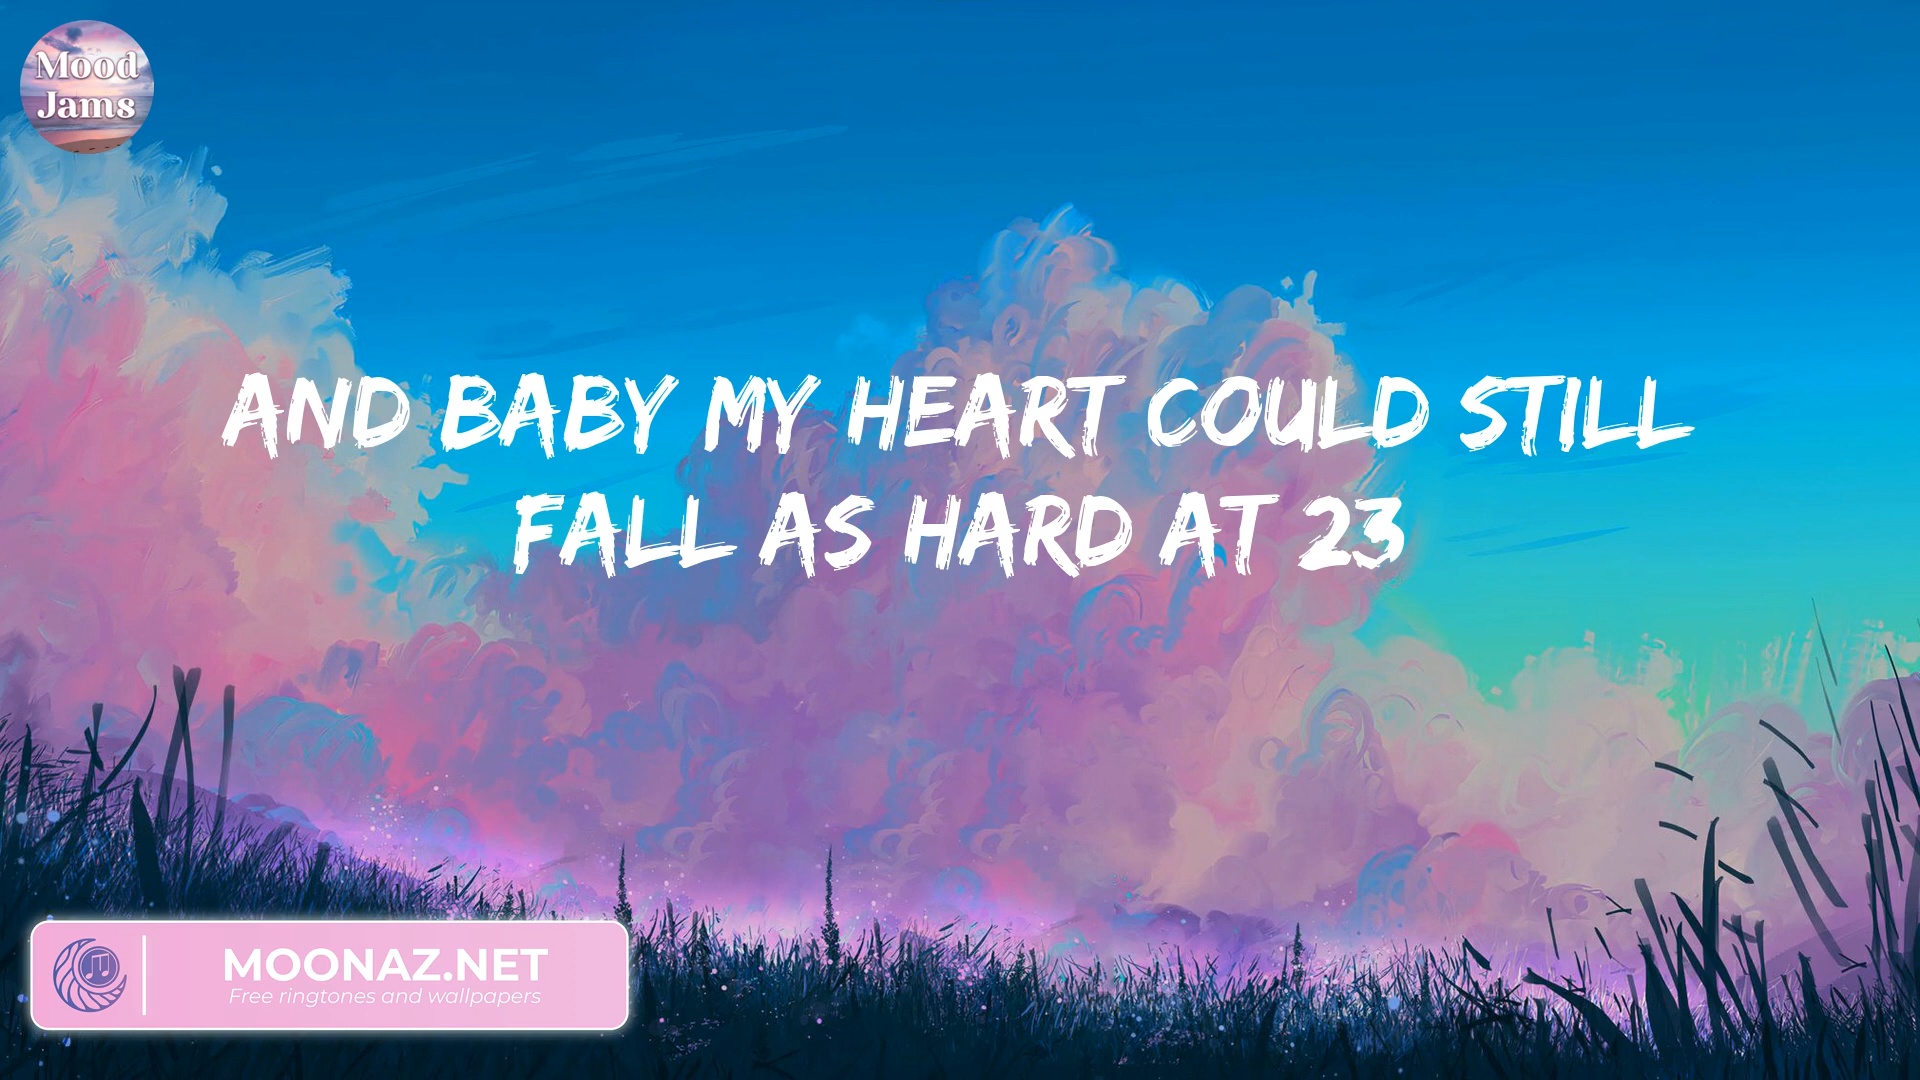 Mood
Jams
AND BABY MY HEART COULD STILL
FALL AS HARD AT 23
MOONAZ.NET
Free ringtones and wallpapers